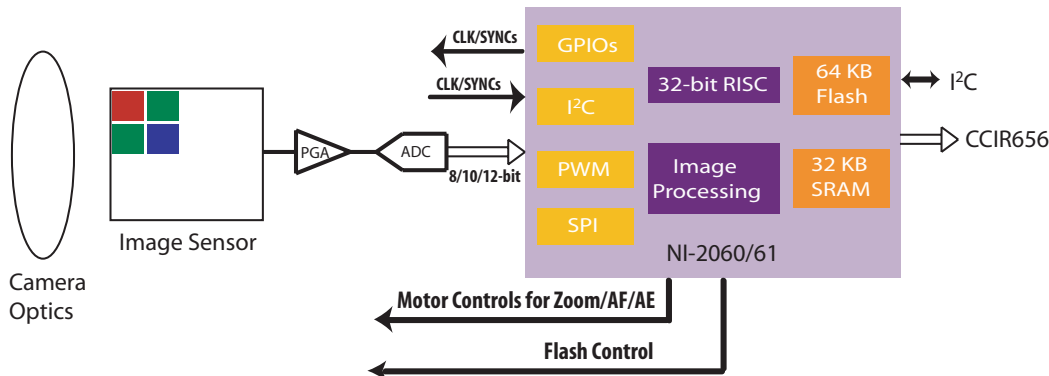 CLK/SYNCs
CLK/SYNCs
GPIOs
I²C
PWM
SPI
32-bit RISC
Image
Processing
64 KB
Flash
32 KB
SRAM
NI-2060/61
I²C
CCIR656
PGA
ADC
8/10/12-bit
Image Sensor
Camera
Optics
Motor Controls for Zoom/AF/AE
Flash Control